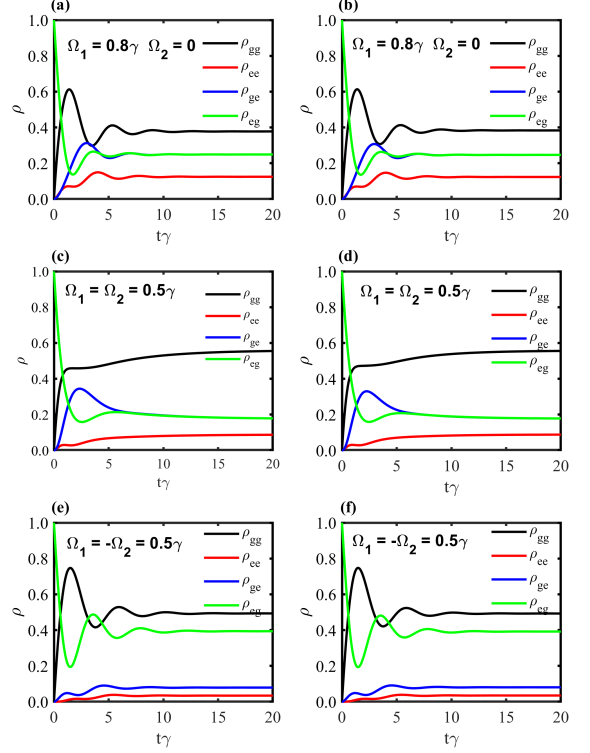 (a) (b)
1.0 Ω1 = 0.8γ Ω2 = 0 ρgg 1.0 Ω1 = 0.8γ Ω2 = 0 ρgg
0.8 ρee 0.8 ρee
0.6 ρge 0.6 ρge
ρ ρeg ρ ρeg
0.4 0.4
0.2 0.2
0.0 0.0
0 5 10 15 20 0 5 10 15 20
tγ tγ
(c) (d)
1.0 Ω1 = Ω2 = 0.5γ ρgg 1.0 Ω1 = Ω2 = 0.5γ ρgg
0.8 ρee 0.8 ρee
0.6 ρge 0.6 ρge
ρ ρeg ρ ρeg
0.4 0.4
0.2 0.2
0.0 0.0
0 5 10 15 20 0 5 10 15 20
tγ tγ
(e) (f)
1.0 Ω1 = -Ω2 = 0.5γ ρgg 1.0 Ω1 = -Ω2 = 0.5γ ρgg
0.8 ρee 0.8 ρee
0.6 ρge 0.6 ρge
ρ ρeg ρ ρeg
0.4 0.4
0.2 0.2
0.0 0.0
0 5 10 15 20 0 5 10 15 20
tγ tγ